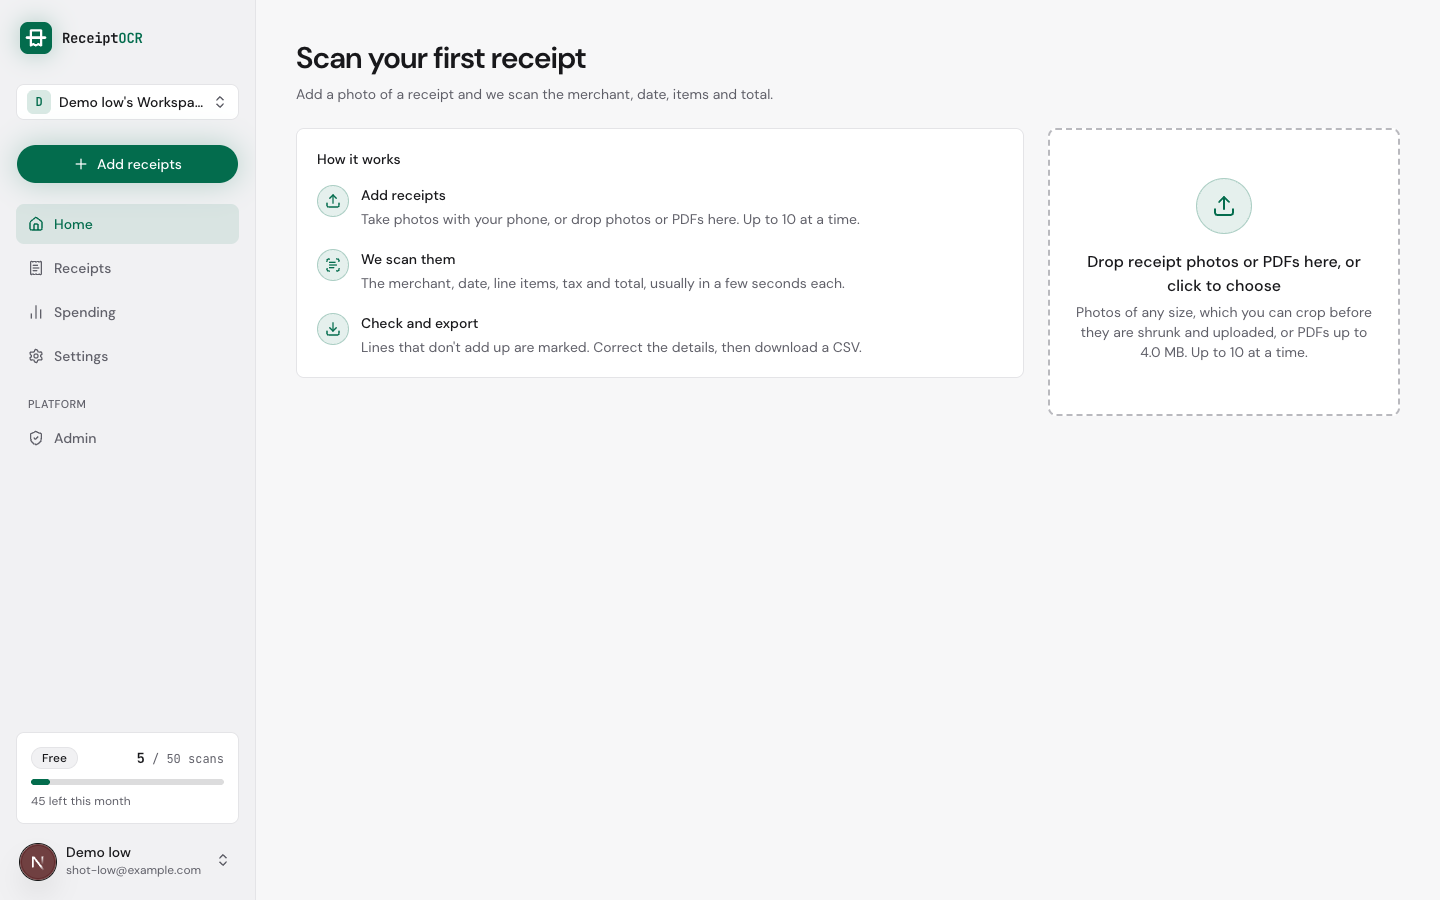 ReceiptOCR
D
Demo low's Workspa...
Add receipts
Home
Receipts
Spending
Settings
PLATFORM
Admin
Free
5 / 50 scans
45 left this month
N
Demo low
shot-low@example.com
Scan your first receipt
Add a photo of a receipt and we scan the merchant, date, items and total.
How it works
Add receipts
Take photos with your phone, or drop photos or PDFs here. Up to 10 at a time.
We scan them
The merchant, date, line items, tax and total, usually in a few seconds each.
Check and export
Lines that don't add up are marked. Correct the details, then download a CSV.
Drop receipt photos or PDFs here, or
click to choose
Photos of any size, which you can crop before
they are shrunk and uploaded, or PDFs up to
4.0 MB. Up to 10 at a time.